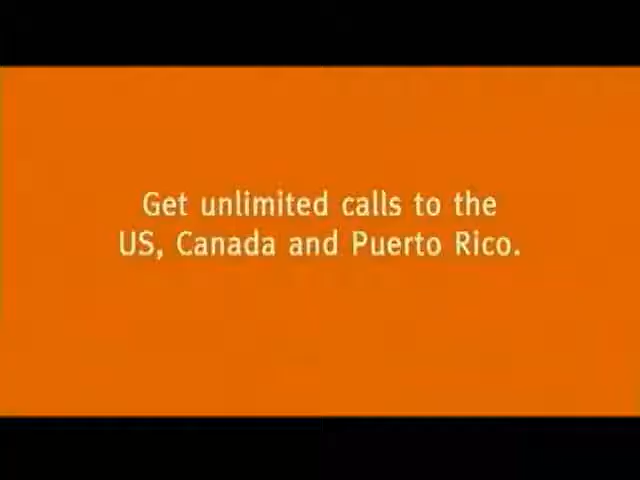 Get unlimited calls to the
US, Canada and Puerto Rico.